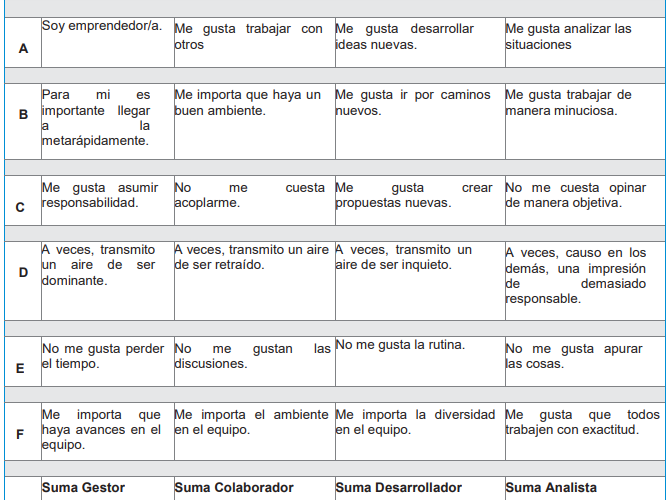 A
Soy emprendedor/a.
Me gusta trabajar con
otros
Me gusta desarrollar
ideas nuevas.
Me gusta analizar las
situaciones
B
Para mi es
importante llegar
a la
metarápidamente.
Me importa que haya un
buen ambiente.
Me gusta ir por caminos
nuevos.
Me gusta trabajar de
manera minuciosa.
C
Me gusta asumir
responsabilidad.
No me cuesta
acoplarme.
Me gusta crear
propuestas nuevas.
No me cuesta opinar
de manera objetiva.
D
A veces, transmito
un aire de ser
dominante.
A veces, transmito un aire
de ser retraído.
A veces, transmito un
aire de ser inquieto.
A veces, causo en los
demás, una impresión
de demasiado
responsable.
E
No me gusta perder
el tiempo.
No me gustan las
discusiones.
No me gusta la rutina.
No me gusta apurar
las cosas.
F
Me importa que
haya avances en el
equipo.
Me importa el ambiente
en el equipo.
Me importa la diversidad
en el equipo.
Me gusta que todos
trabajen con exactitud.
Suma Gestor
Suma Colaborador
Suma Desarrollador
Suma Analista